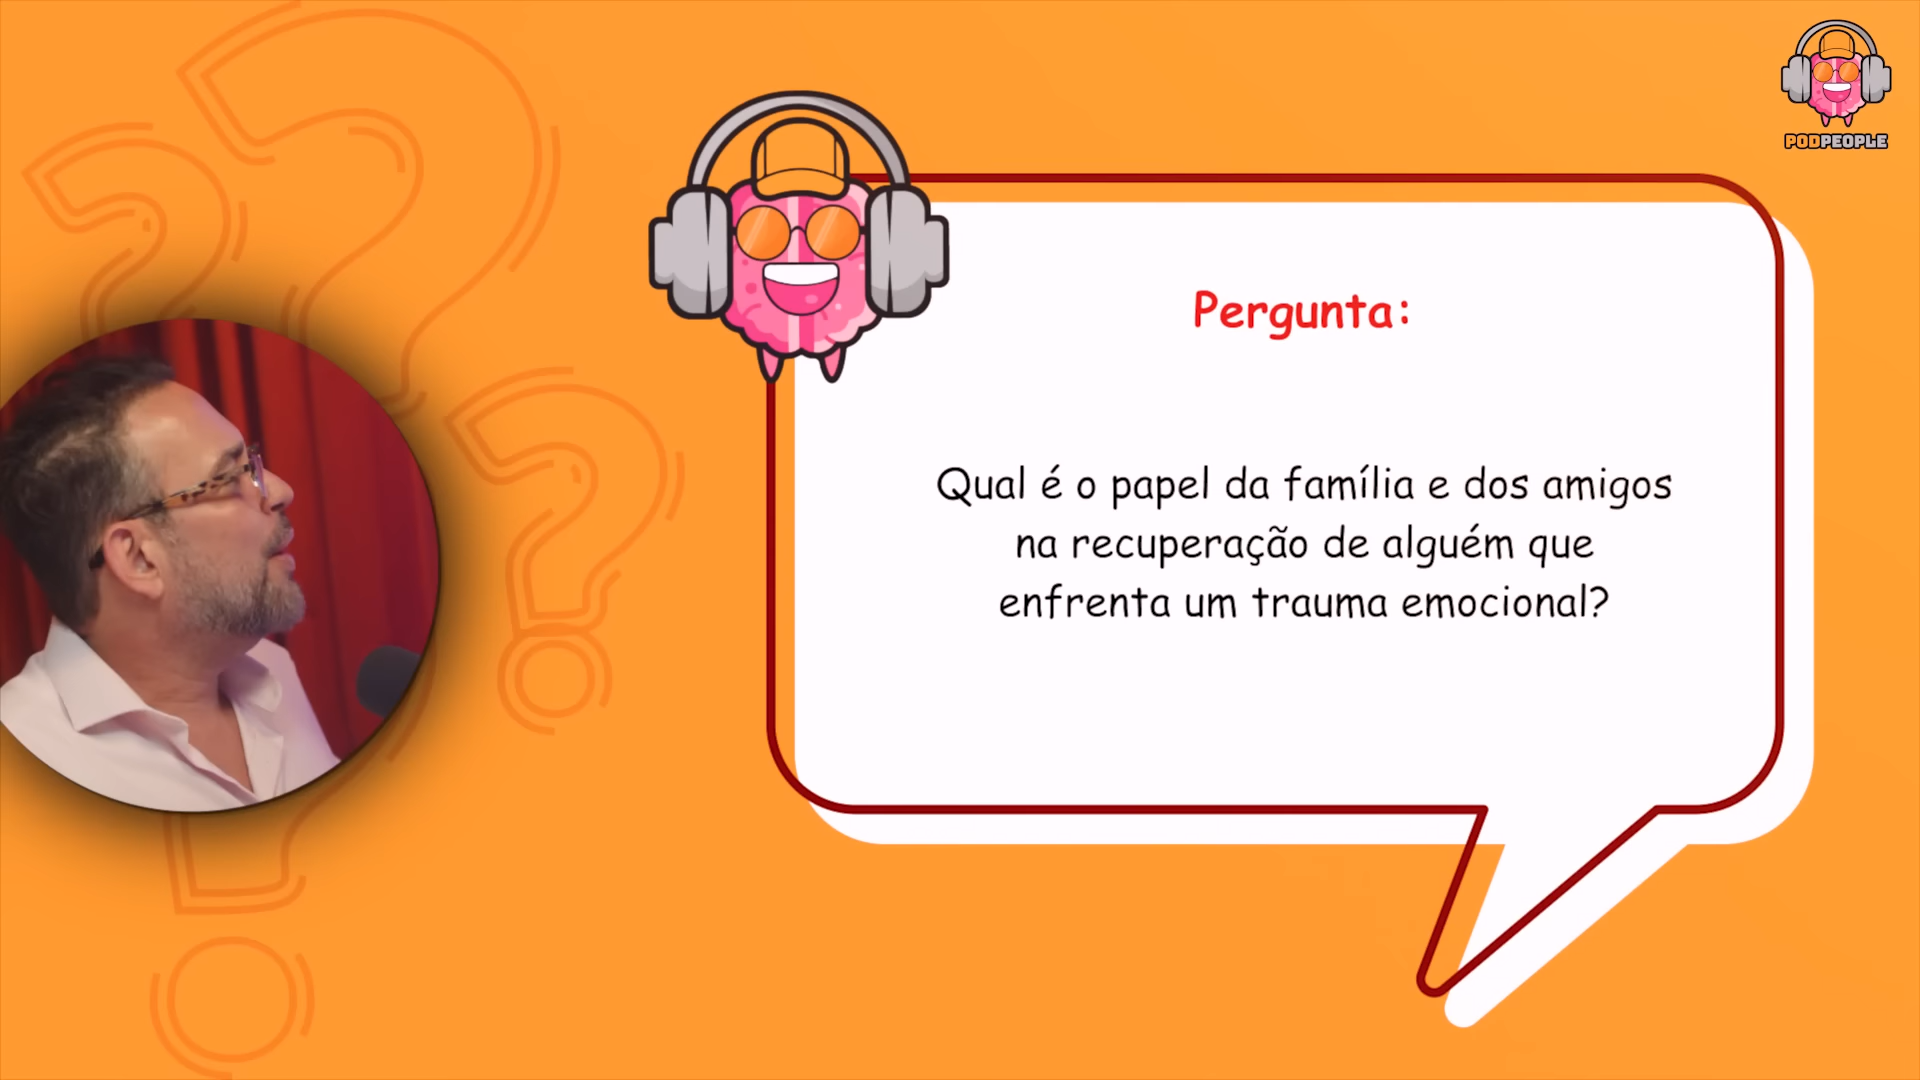 PODPEOPLE
Pergunta:
Qual é o papel da família e dos amigos
na recuperação de alguém que
enfrenta um trauma emocional?